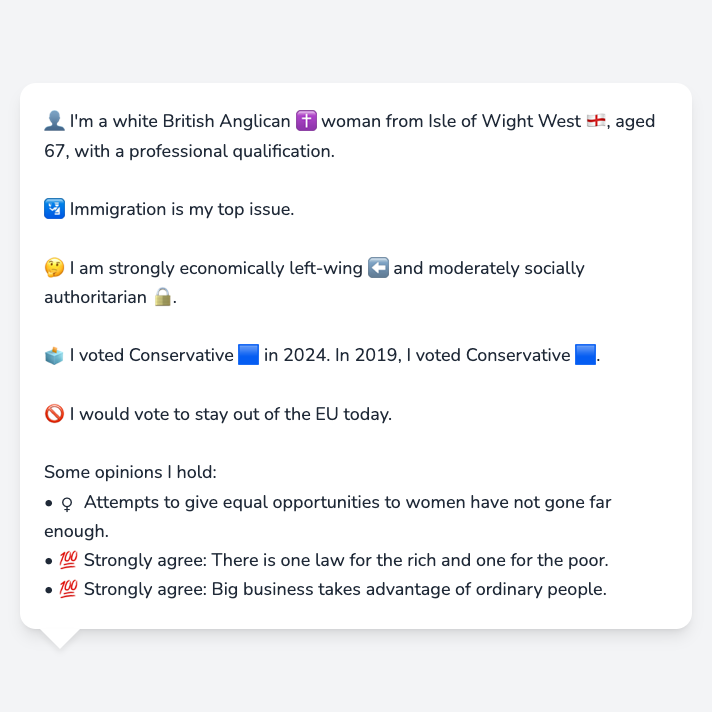 👤 I'm a white British Anglican ✝️ woman from Isle of Wight West 🏴󠁧󠁢󠁥󠁮󠁧󠁿, aged
67, with a professional qualification.
🛂 Immigration is my top issue.
🤔 I am strongly economically left-wing ⬅️ and moderately socially
authoritarian 🔒.
🗳️ I voted Conservative 🟦 in 2024. In 2019, I voted Conservative 🟦.
🚫 I would vote to stay out of the EU today.
Some opinions I hold:
• ♀ Attempts to give equal opportunities to women have not gone far
enough.
• 💯 Strongly agree: There is one law for the rich and one for the poor.
• 💯 Strongly agree: Big business takes advantage of ordinary people.